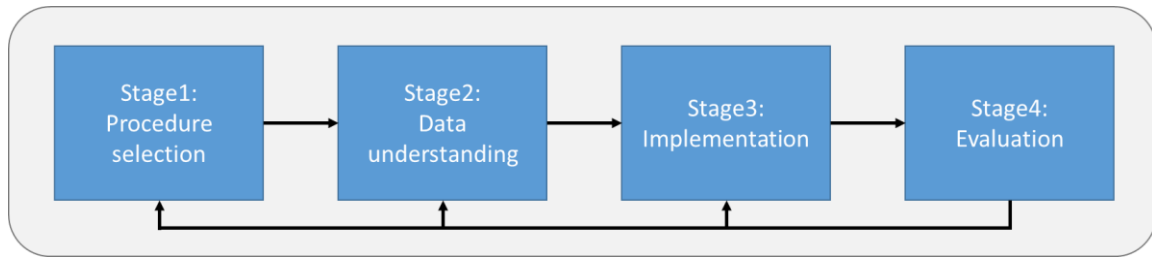 Stage1:
Procedure
selection
Stage2:
Data
understanding
Stage3:
Implementation
Stage4:
Evaluation